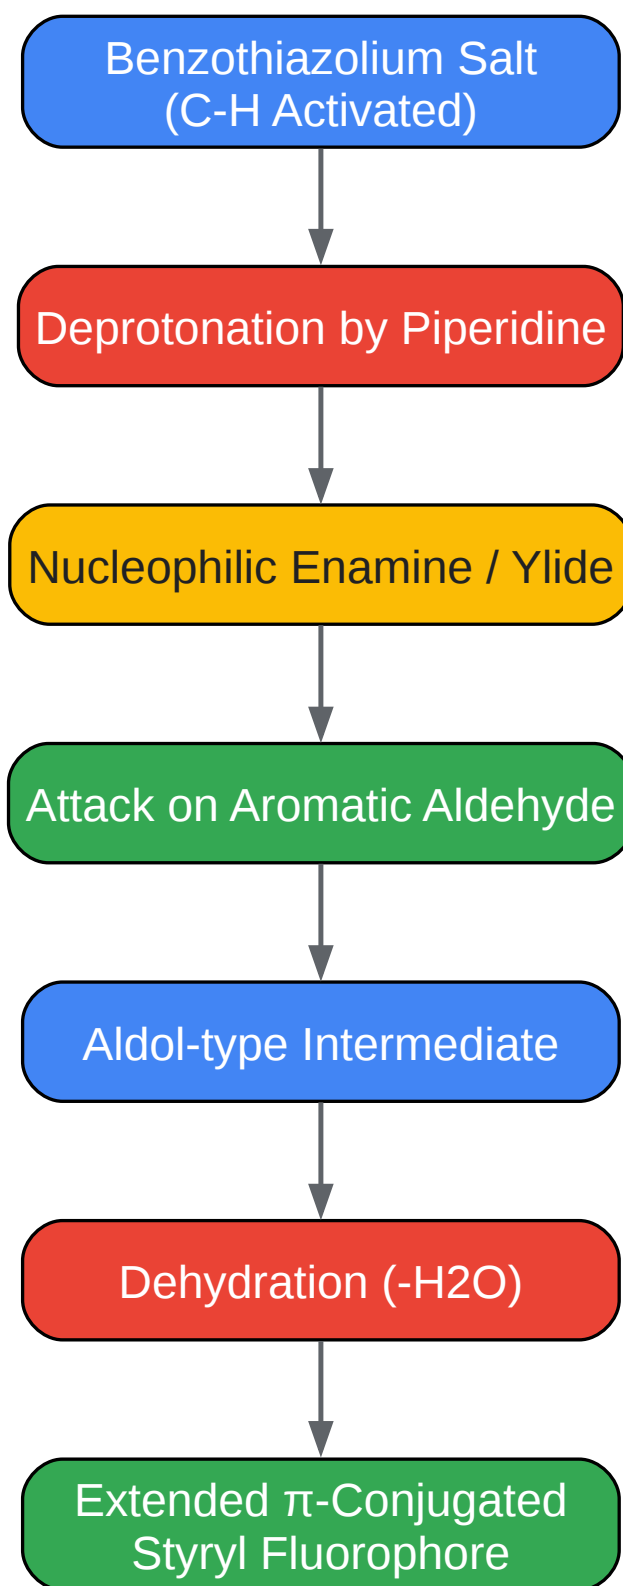 Benzothiazolium Salt
(C-H Activated)
Deprotonation by Piperidine
Nucleophilic Enamine / Ylide
Attack on Aromatic Aldehyde
Aldol-type Intermediate
Dehydration (-H2O)
Extended π-Conjugated
Styryl Fluorophore